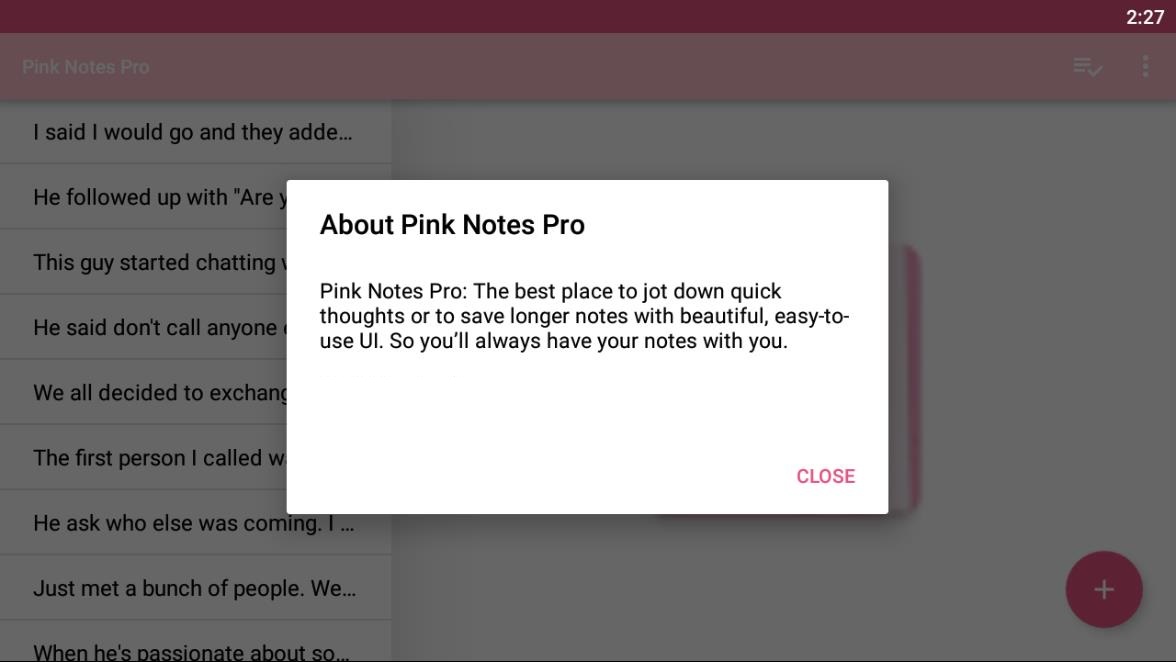 2:27
Pink Notes Pro
I said I would go and they adde...
He followed up with "Are y
This guy started chatting
He said don't call anyone
We all decided to exchang
The first person I called w
He ask who else was coming. I ...
Just met a bunch of people. We...
When he's passionate about so...
About Pink Notes Pro
Pink Notes Pro: The best place to jot down quick
thoughts or to save longer notes with beautiful, easy-to-
use UI. So you’ll always have your notes with you.
CLOSE